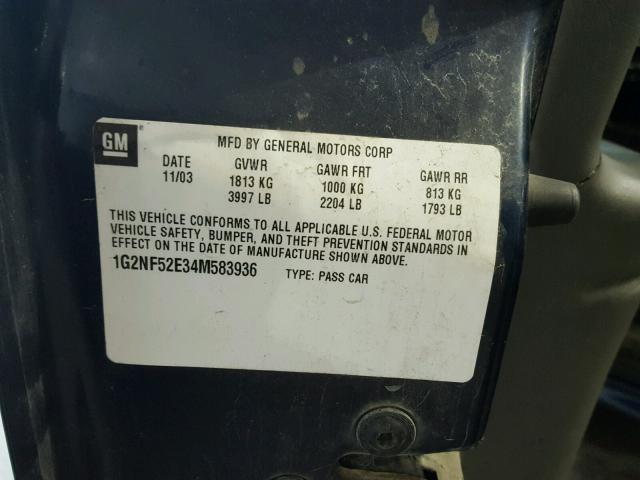 GM
MFD BY GENERAL MOTORS CORP
DATE GVWR GAWR FRT GAWR RR
11/03 1813 KG 1000 KG 813 KG
3997 LB 2204 LB 1793 LB
THIS VEHICLE CONFORMS TO ALL APPLICABLE U.S. FEDERAL MOTOR
VEHICLE SAFETY, BUMPER, AND THEFT PREVENTION STANDARDS IN
EFFECT ON THE DATE OF MANUFACTURE SHOWN ABOVE.
1G2NF52E34M583936 TYPE: PASS CAR